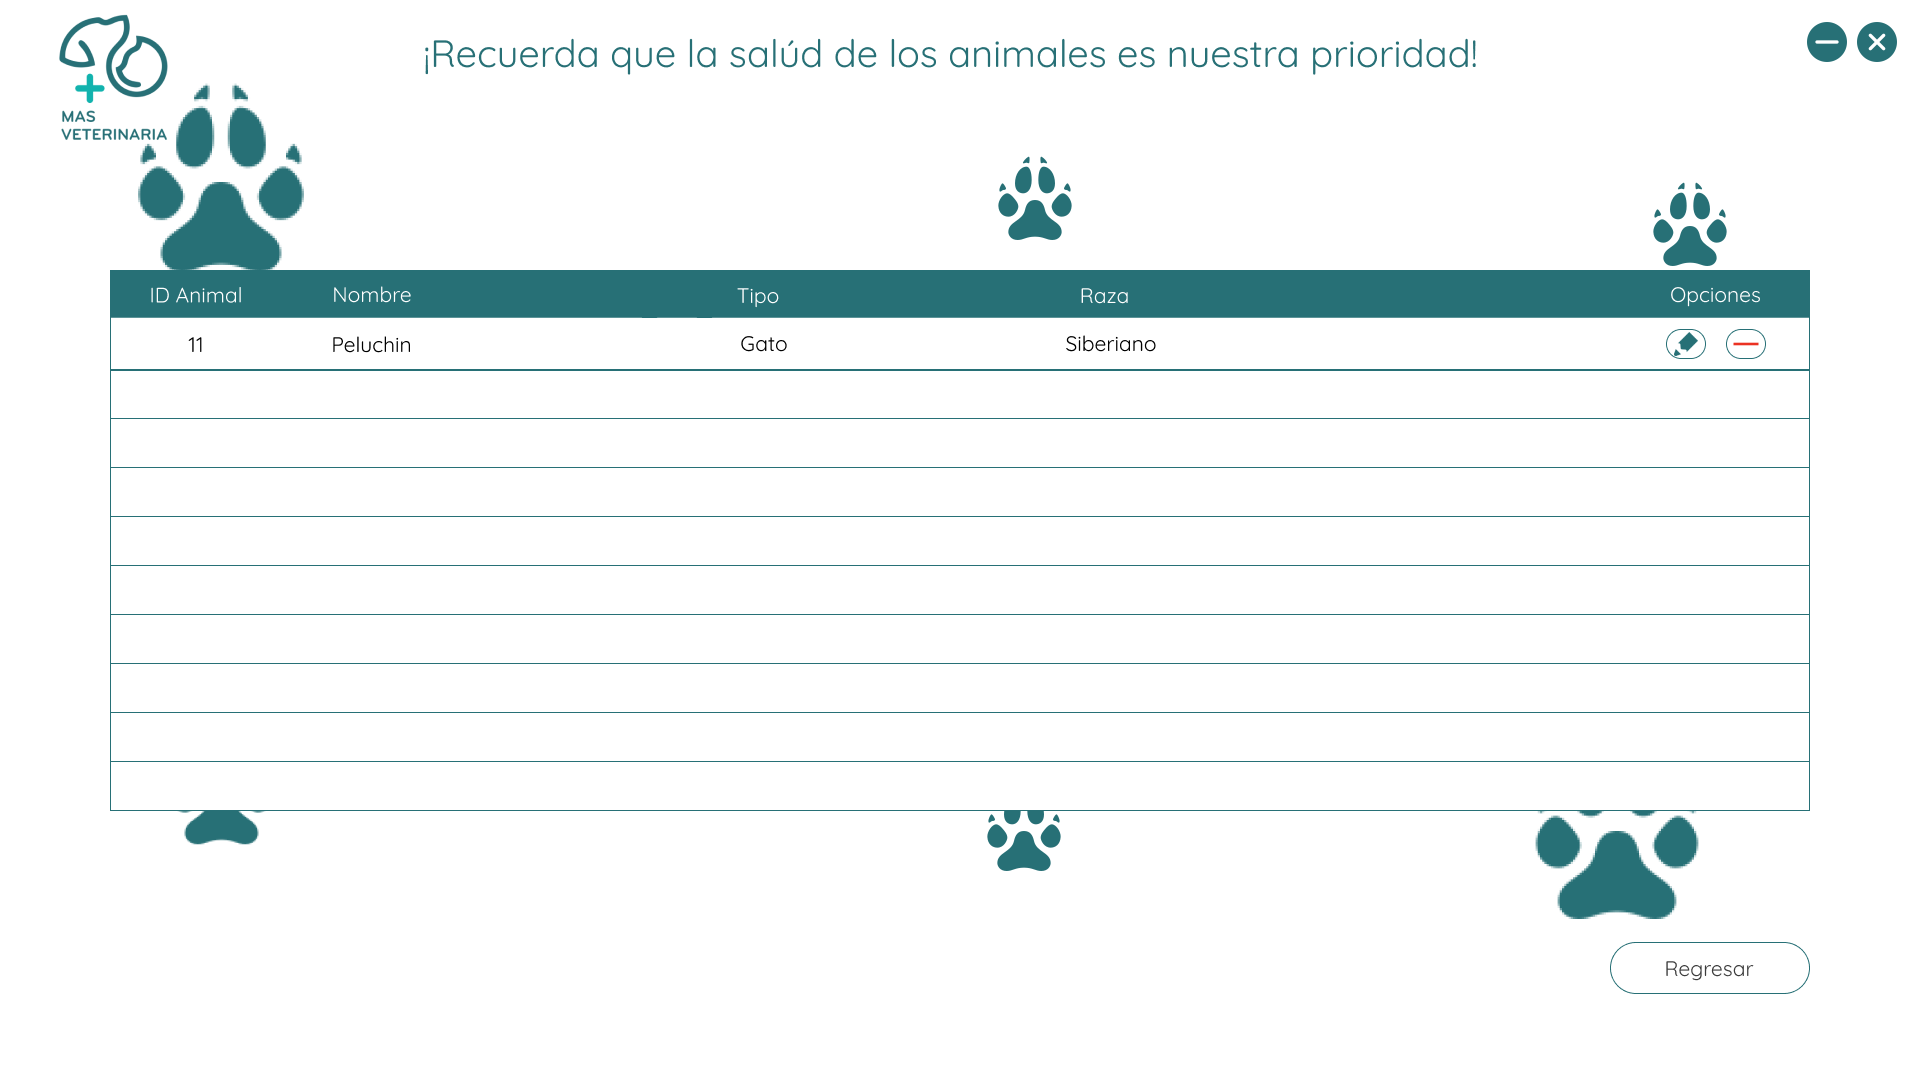 ¡Recuerda que la salúd de los animales es nuestra prioridad!
MAS
VETERINARIA
ID Animal Nombre Tipo Raza Opciones
11 Peluchin Gato Siberiano
Regresar